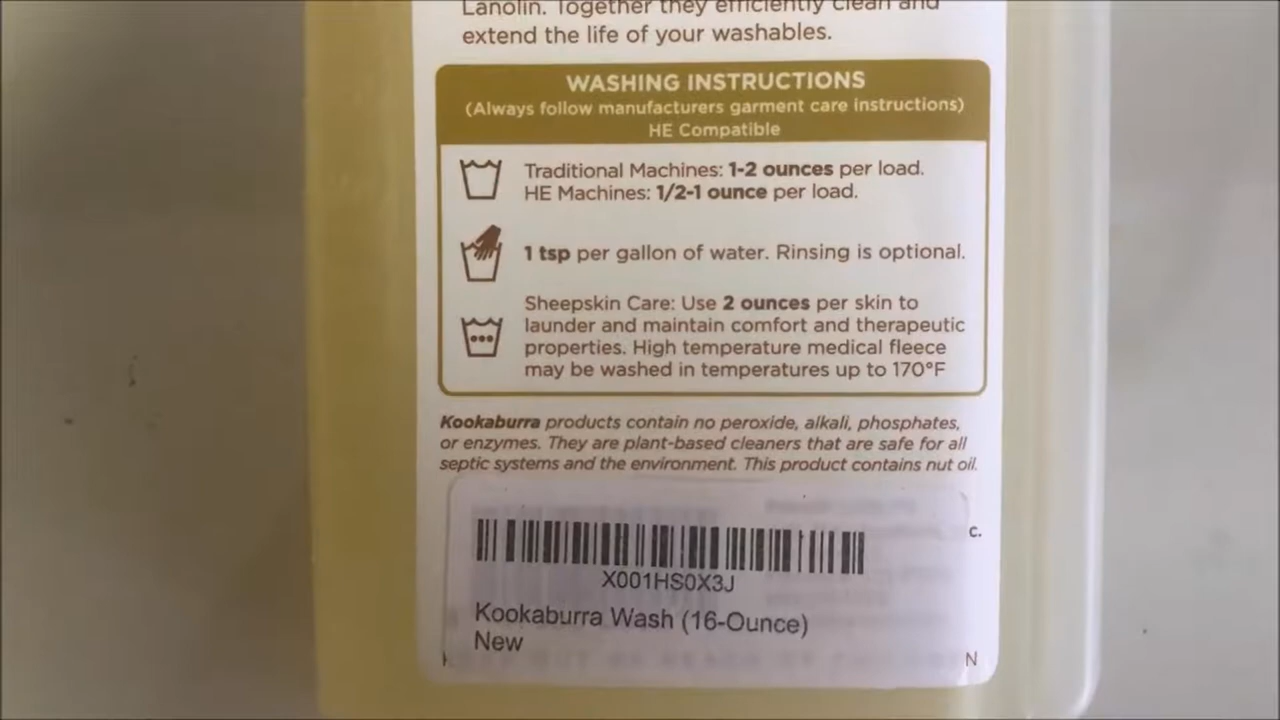 Lanolin. Together they efficiently clean and
extend the life of your washables.
WASHING INSTRUCTIONS
(Always follow manufacturers garment care instructions)
HE Compatible
Traditional Machines: 1-2 ounces per load.
HE Machines: 1/2-1 ounce per load.
1 tsp per gallon of water. Rinsing is optional.
Sheepskin Care: Use 2 ounces per skin to
launder and maintain comfort and therapeutic
properties. High temperature medical fleece
may be washed in temperatures up to 170°F
Kookaburra products contain no peroxide, alkali, phosphates,
or enzymes. They are plant-based cleaners that are safe for all
septic systems and the environment. This product contains nut oil.
c.
X001HS0X3J
Kookaburra Wash (16-Ounce)
New
N